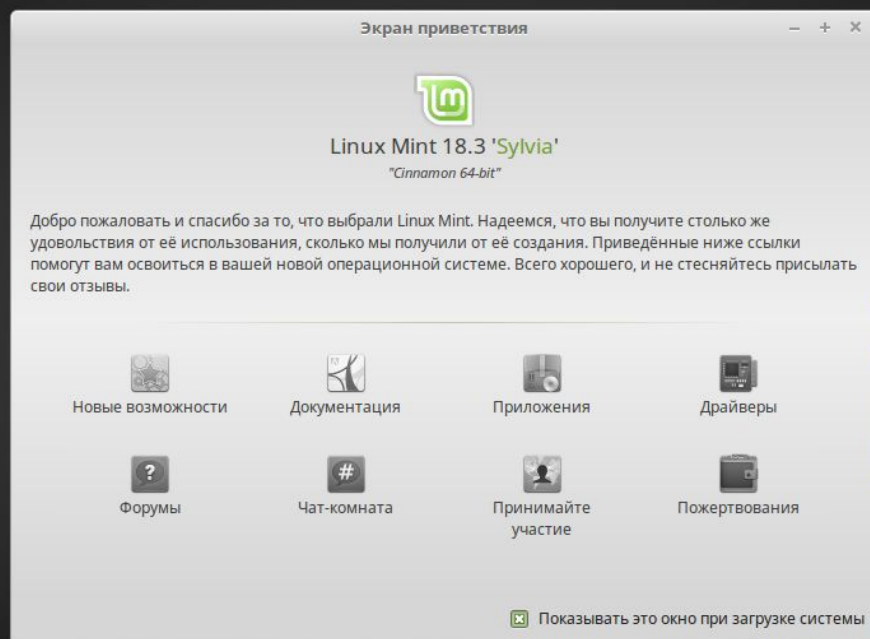 Экран приветствия
Linux Mint 18.3 'Sylvia'
"Cinnamon 64-bit"
Добро пожаловать и спасибо за то, что выбрали Linux Mint. Надеемся, что вы получите столько же
удовольствия от её использования, сколько мы получили от её создания. Приведённые ниже ссылки
помогут вам освоиться в вашей новой операционной системе. Всего хорошего, и не стесняйтесь присылать
свои отзывы.
Новые возможности
Документация
Приложения
Драйверы
Форумы
Чат-комната
Принимайте
участие
Пожертвования
Показывать это окно при загрузке системы